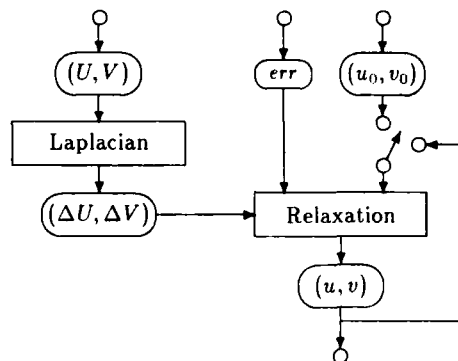 (U, V)
err
(u₀, v₀)
Laplacian
(ΔU, ΔV)
Relaxation
(u, v)